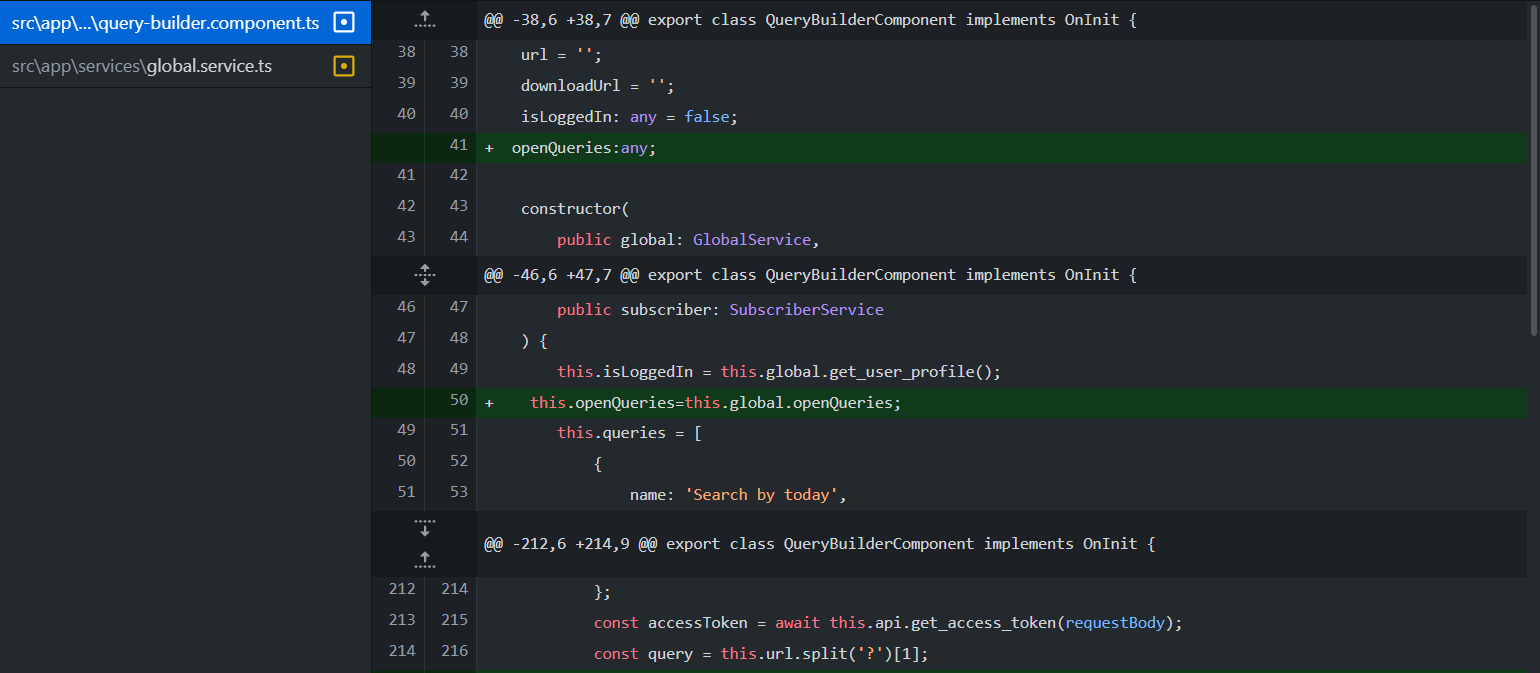 src\app\...\query-builder.component.ts
src\app\services\global.service.ts
@@ -38,6 +38,7 @@ export class QueryBuilderComponent implements OnInit {
38 38 url = '';
39 39 downloadUrl = '';
40 40 isLoggedIn: any = false;
41 + openQueries:any;
41 42
42 43 constructor(
43 44 public global: GlobalService,
@@ -46,6 +47,7 @@ export class QueryBuilderComponent implements OnInit {
46 47 public subscriber: SubscriberService
47 48 ) {
48 49 this.isLoggedIn = this.global.get_user_profile();
50 + this.openQueries=this.global.openQueries;
49 51 this.queries = [
50 52 {
51 53 name: 'Search by today',
@@ -212,6 +214,9 @@ export class QueryBuilderComponent implements OnInit {
212 214 };
213 215 const accessToken = await this.api.get_access_token(requestBody);
214 216 const query = this.url.split('?')[1];